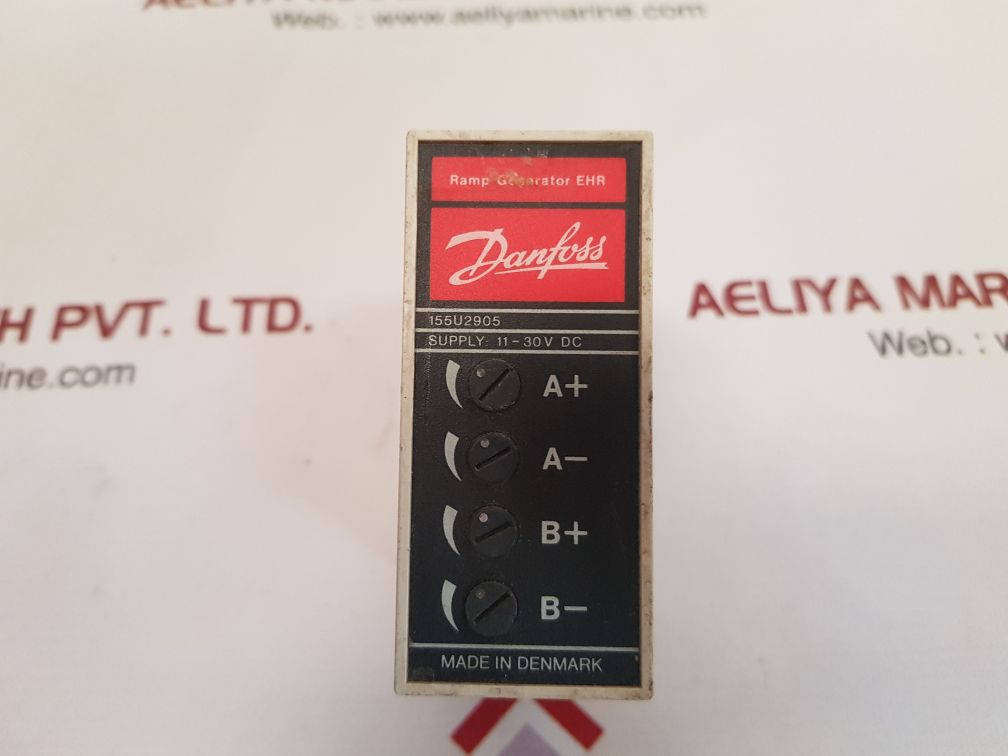 Web. : www.aeliyamarine.com
Ramp Generator EHR
Danfoss
155U2905
SUPPLY: 11-30V DC
A+
A-
B+
B-
MADE IN DENMARK
H PVT. LTD.
ine.com
AELIYA MAR
Web. : w